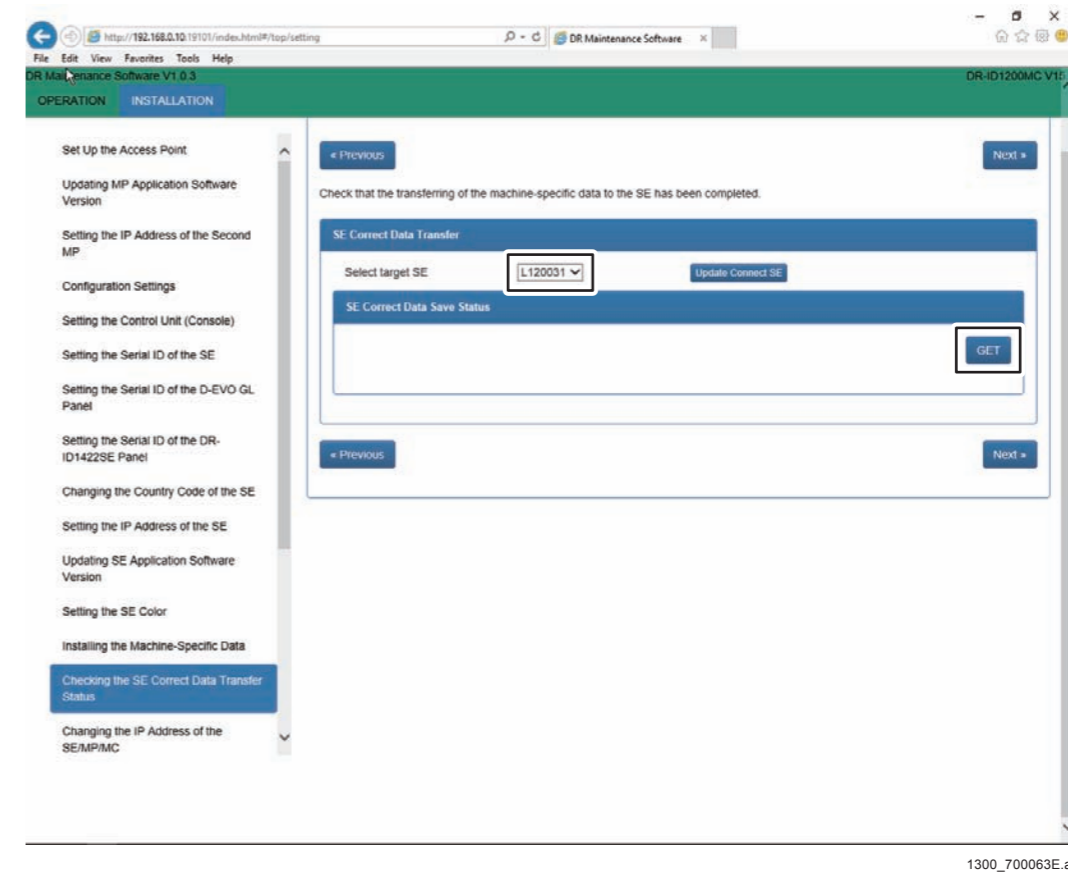 http://192.168.0.10:19101/index.html#/top/setting
DR Maintenance Software
File Edit View Favorites Tools Help
DR Maintenance Software V1.0.3
DR-ID1200MC V15
OPERATION INSTALLATION
Set Up the Access Point
Updating MP Application Software
Version
Setting the IP Address of the Second
MP
Configuration Settings
Setting the Control Unit (Console)
Setting the Serial ID of the SE
Setting the Serial ID of the D-EVO GL
Panel
Setting the Serial ID of the DR-
ID1422SE Panel
Changing the Country Code of the SE
Setting the IP Address of the SE
Updating SE Application Software
Version
Setting the SE Color
Installing the Machine-Specific Data
Checking the SE Correct Data Transfer
Status
Changing the IP Address of the
SE/MP/MC
« Previous
Next »
Check that the transferring of the machine-specific data to the SE has been completed.
SE Correct Data Transfer
Select target SE L120031 Update Connect SE
SE Correct Data Save Status
GET
« Previous
Next »
1300_700063E.a